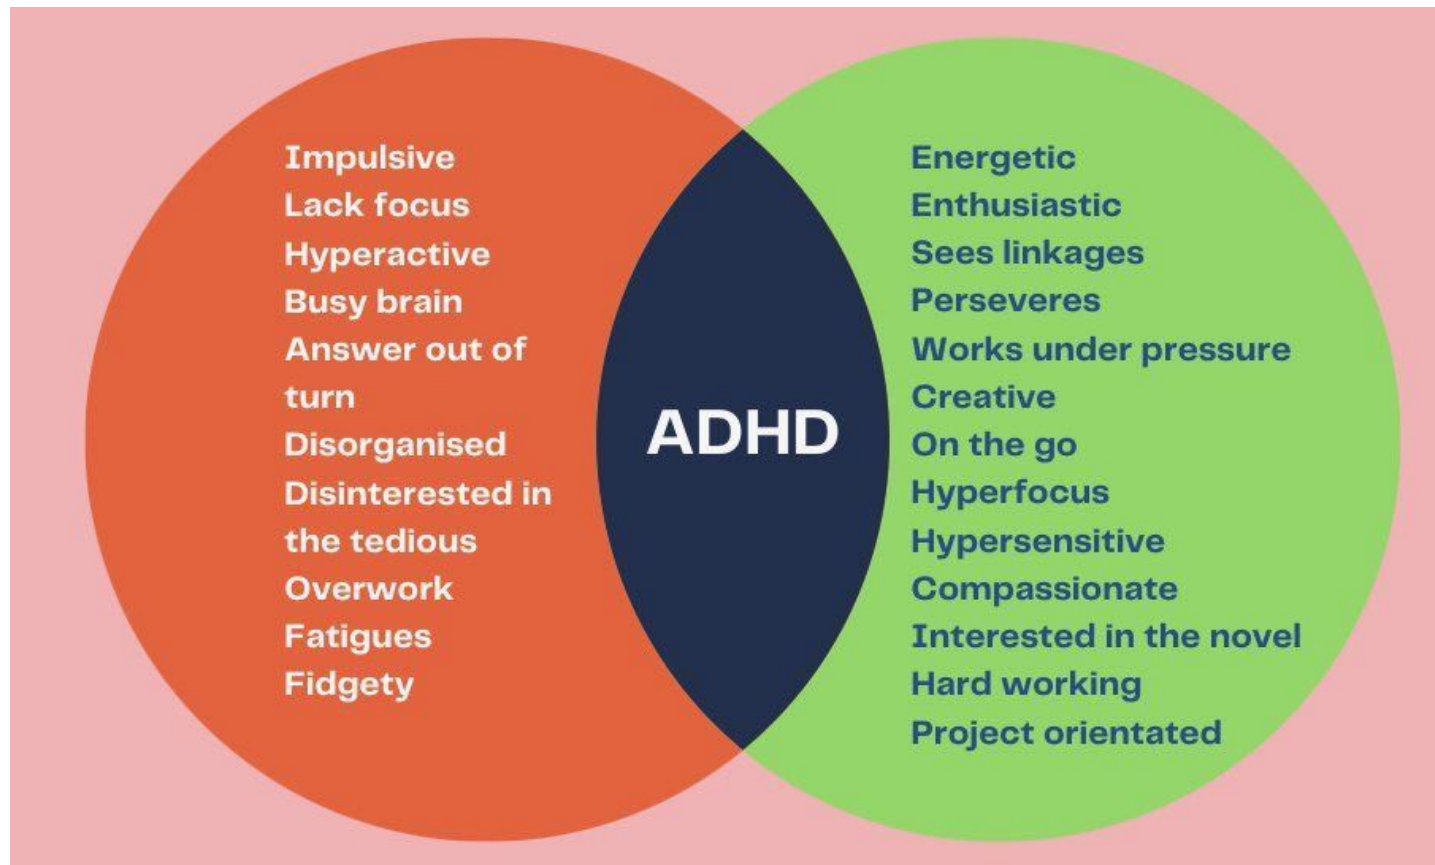 Impulsive
Lack focus
Hyperactive
Busy brain
Answer out of
turn
Disorganised
Disinterested in
the tedious
Overwork
Fatigues
Fidgety
ADHD
Energetic
Enthusiastic
Sees linkages
Perseveres
Works under pressure
Creative
On the go
Hyperfocus
Hypersensitive
Compassionate
Interested in the novel
Hard working
Project orientated